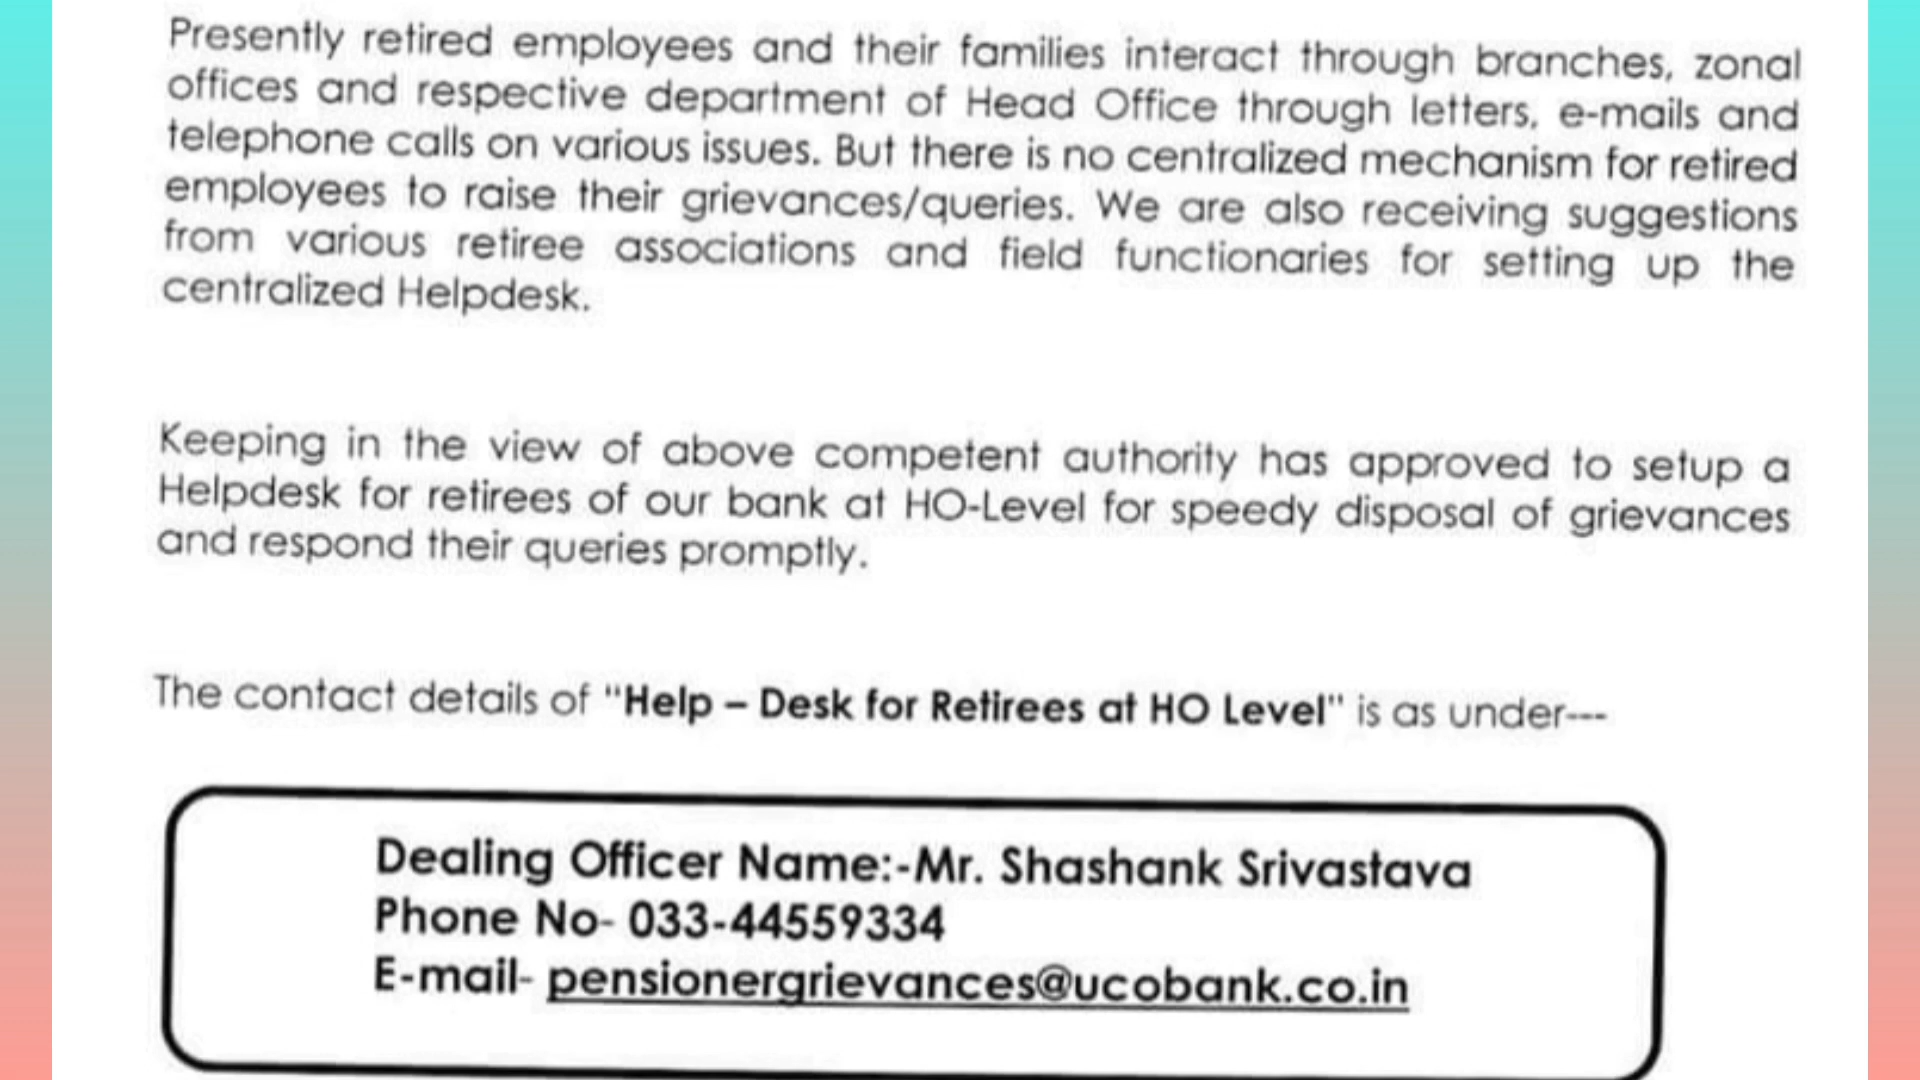 Presently retired employees and their families interact through branches, zonal
offices and respective department of Head Office through letters, e-mails and
telephone calls on various issues. But there is no centralized mechanism for retired
employees to raise their grievances/queries. We are also receiving suggestions
from various retiree associations and field functionaries for setting up the
centralized Helpdesk.
Keeping in the view of above competent authority has approved to setup a
Helpdesk for retirees of our bank at HO-Level for speedy disposal of grievances
and respond their queries promptly.
The contact details of "Help – Desk for Retirees at HO Level" is as under---
Dealing Officer Name:-Mr. Shashank Srivastava
Phone No- 033-44559334
E-mail- pensionergrievances@ucobank.co.in